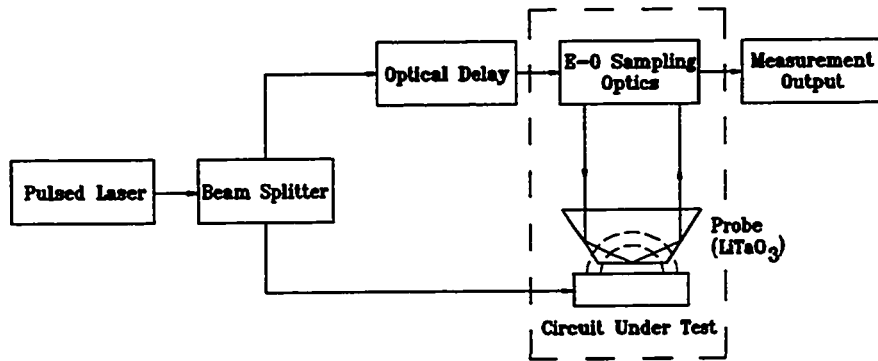 Optical Delay
E-O Sampling
Optics
Measurement
Output
Pulsed Laser
Beam Splitter
Probe
(LiTaO3)
Circuit Under Test